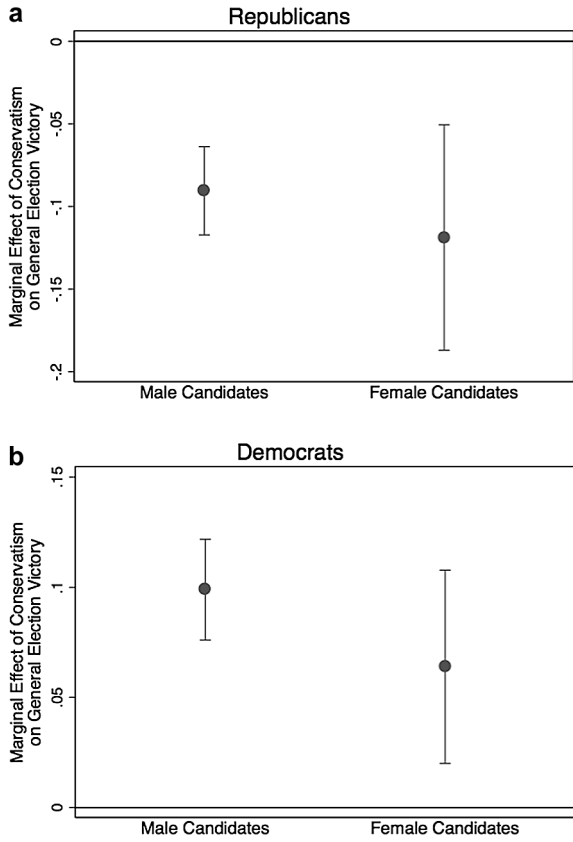 a
Republicans
Marginal Effect of Conservatism
on General Election Victory
0
-.05
-.1
-.15
-.2
Male Candidates Female Candidates
b
Democrats
Marginal Effect of Conservatism
on General Election Victory
.15
.1
.05
0
Male Candidates Female Candidates